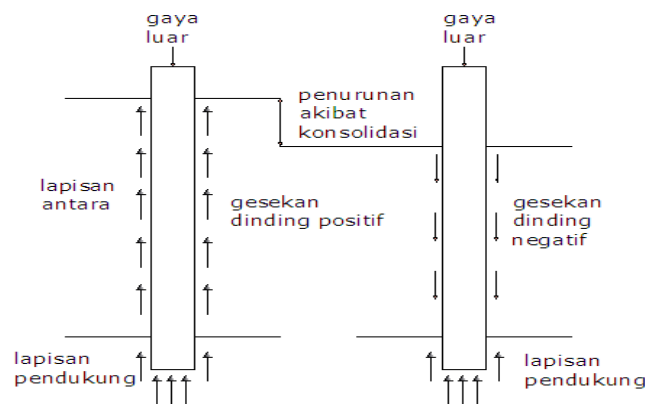 gaya
luar
gaya
luar
penurunan
akibat
konsolidasi
lapisan
antara
gesekan
dinding positif
gesekan
dinding
negatif
lapisan
pendukung
lapisan
pendukung